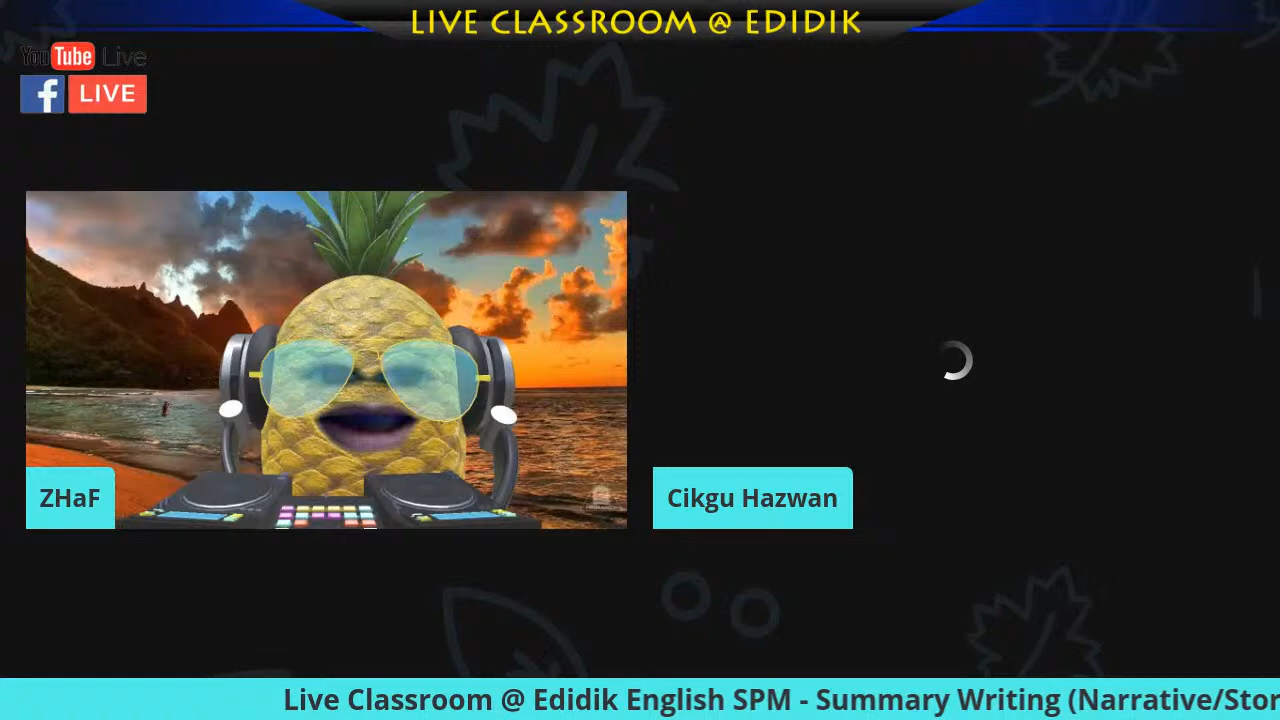 LIVE CLASSROOM @ EDIDIK
YouTube Live
f LIVE
ZHaF
Cikgu Hazwan
Live Classroom @ Edidik English SPM - Summary Writing (Narrative/Stor